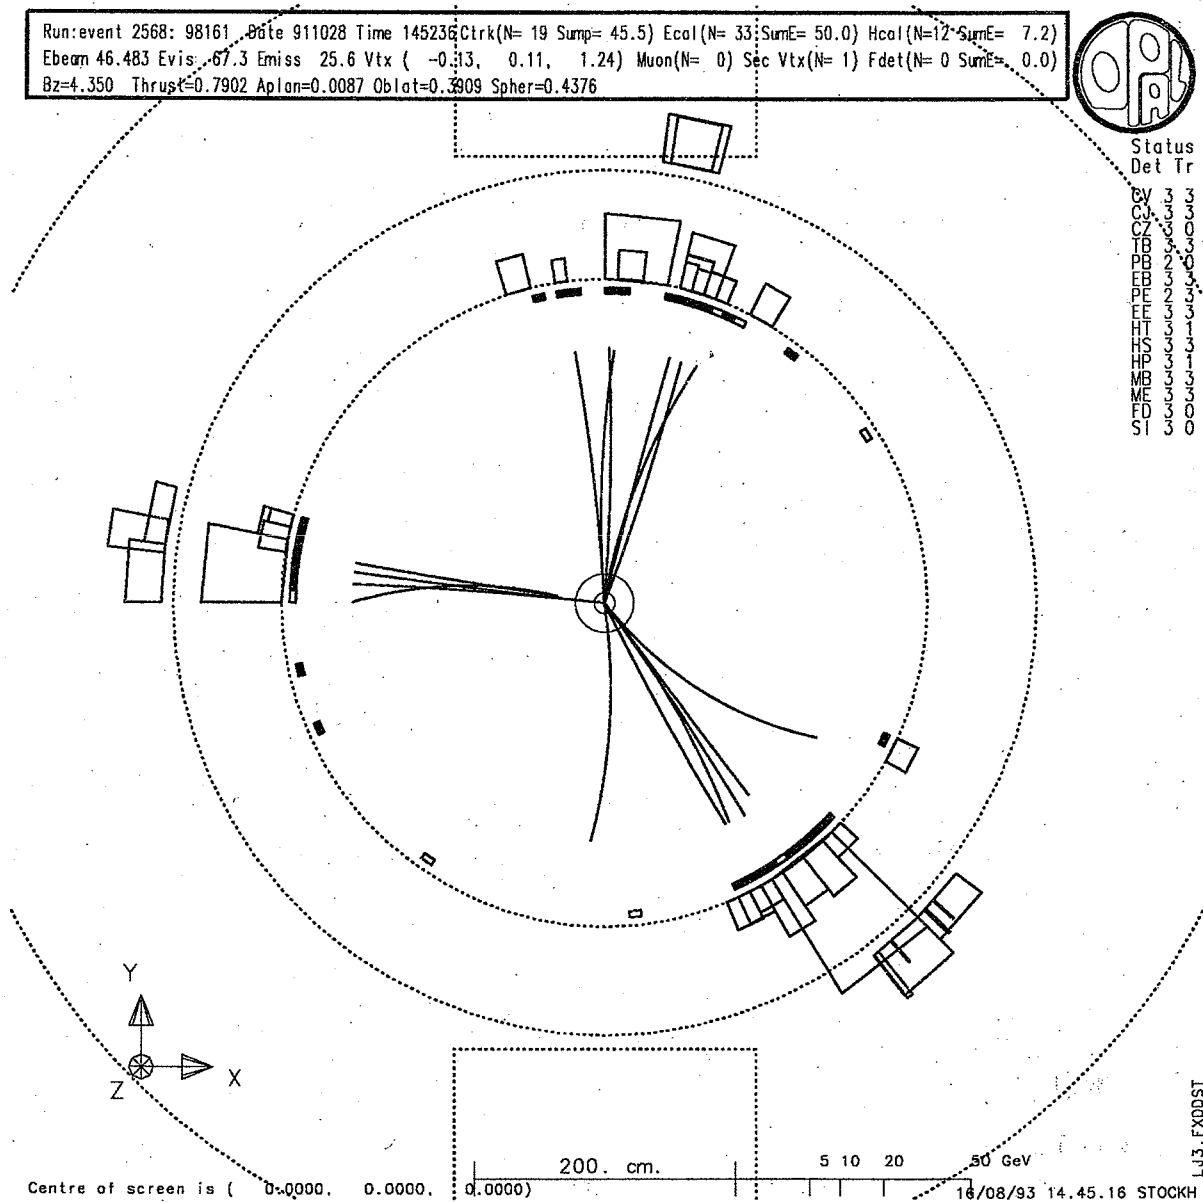 Run:event 2568: 98161 Date 911028 Time 145236 Ctrk(N= 19 Sump= 45.5) Ecal(N= 33 SumE= 50.0) Hcal(N=12 SumE= 7.2)
Ebeam 46.483 Evis 67.3 Emiss 25.6 Vtx ( -0.13, 0.11, 1.24) Muon(N= 0) Sec Vtx(N= 1) Fdet(N= 0 SumE= 0.0)
Bz=4.350 Thrust=0.7902 Aplan=0.0087 Oblat=0.3909 Spher=0.4376
OPAL
Status
Det Tr
CV 3 3
CJ 3 3
CZ 3 0
TB 3 3
PB 2 0
EB 3 3
PE 2 3
EE 3 3
HT 3 1
HS 3 3
HP 3 1
MB 3 3
ME 3 3
FD 3 0
SI 3 0
Y
Z
X
LJ3.FXDDST
200. cm.
5 10 20 50 GeV
Centre of screen is ( 0.0000, 0.0000, 0.0000)
16/08/93 14.45.16 STOCKH